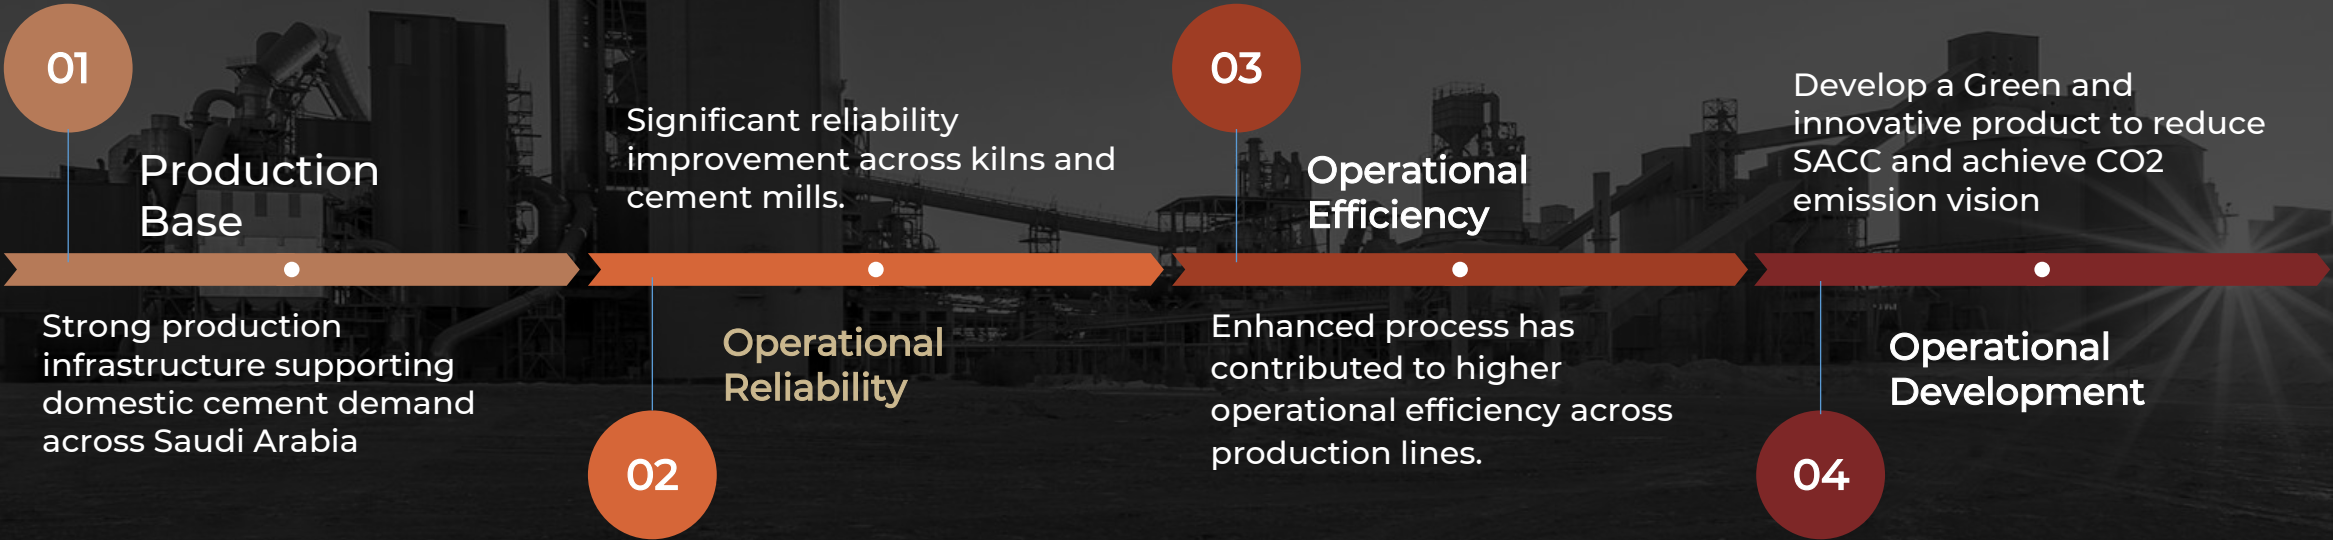 01
Production
Base
Strong production
infrastructure supporting
domestic cement demand
across Saudi Arabia
Significant reliability
improvement across kilns and
cement mills.
Operational
Reliability
02
03
Operational
Efficiency
Enhanced process has
contributed to higher
operational efficiency across
production lines.
Develop a Green and
innovative product to reduce
SACC and achieve CO2
emission vision
Operational
Development
04